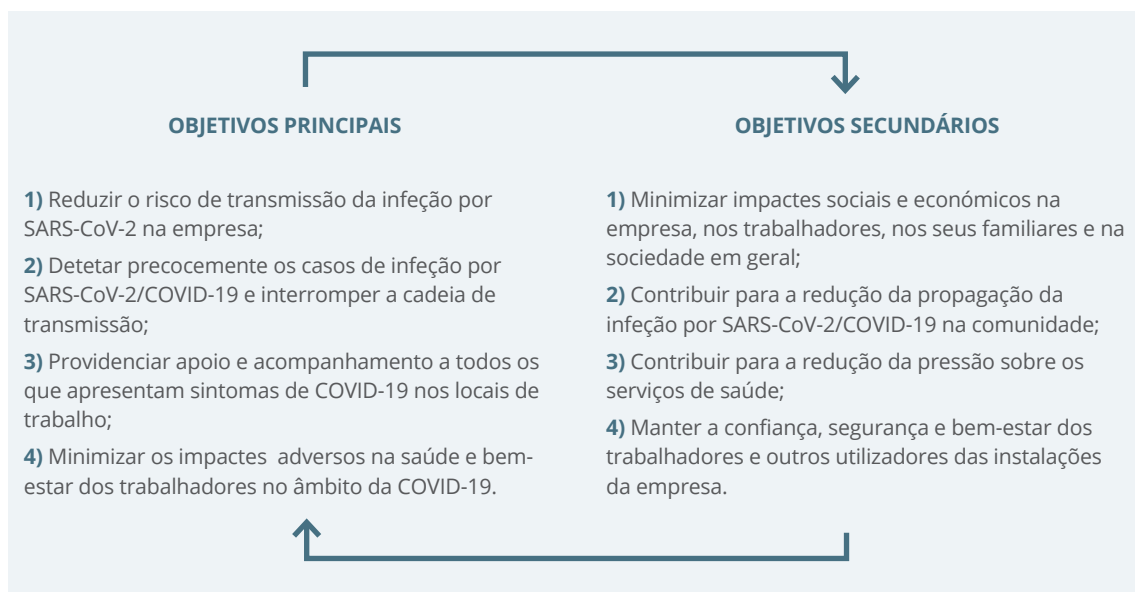 OBJETIVOS PRINCIPAIS
1) Reduzir o risco de transmissão da infeção por
SARS-CoV-2 na empresa;
2) Detetar precocemente os casos de infeção por
SARS-CoV-2/COVID-19 e interromper a cadeia de
transmissão;
3) Providenciar apoio e acompanhamento a todos os
que apresentam sintomas de COVID-19 nos locais de
trabalho;
4) Minimizar os impactes adversos na saúde e bem-
estar dos trabalhadores no âmbito da COVID-19.
OBJETIVOS SECUNDÁRIOS
1) Minimizar impactes sociais e económicos na
empresa, nos trabalhadores, nos seus familiares e na
sociedade em geral;
2) Contribuir para a redução da propagação da
infeção por SARS-CoV-2/COVID-19 na comunidade;
3) Contribuir para a redução da pressão sobre os
serviços de saúde;
4) Manter a confiança, segurança e bem-estar dos
trabalhadores e outros utilizadores das instalações
da empresa.